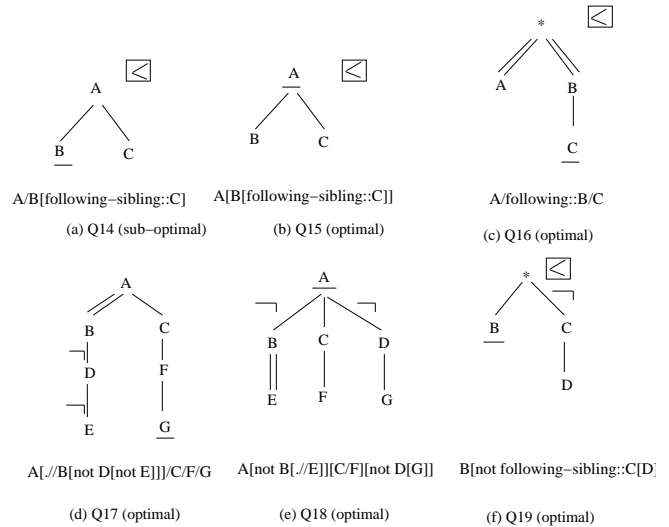 *
<
A
<
A
<
A
B
B
C
B
C
C
A/B[following–sibling::C]
A[B[following–sibling::C]]
A/following::B/C
(a) Q14 (sub–optimal)
(b) Q15 (optimal)
(c) Q16 (optimal)
A
B
C
¬
D
F
¬
E
G
A
¬
¬
B
C
D
E
F
G
*
<
¬
B
C
D
A[.//B[not D[not E]]]/C/F/G
A[not B[.//E]][C/F][not D[G]]
B[not following–sibling::C[D]
(d) Q17 (optimal)
(e) Q18 (optimal)
(f) Q19 (optimal)